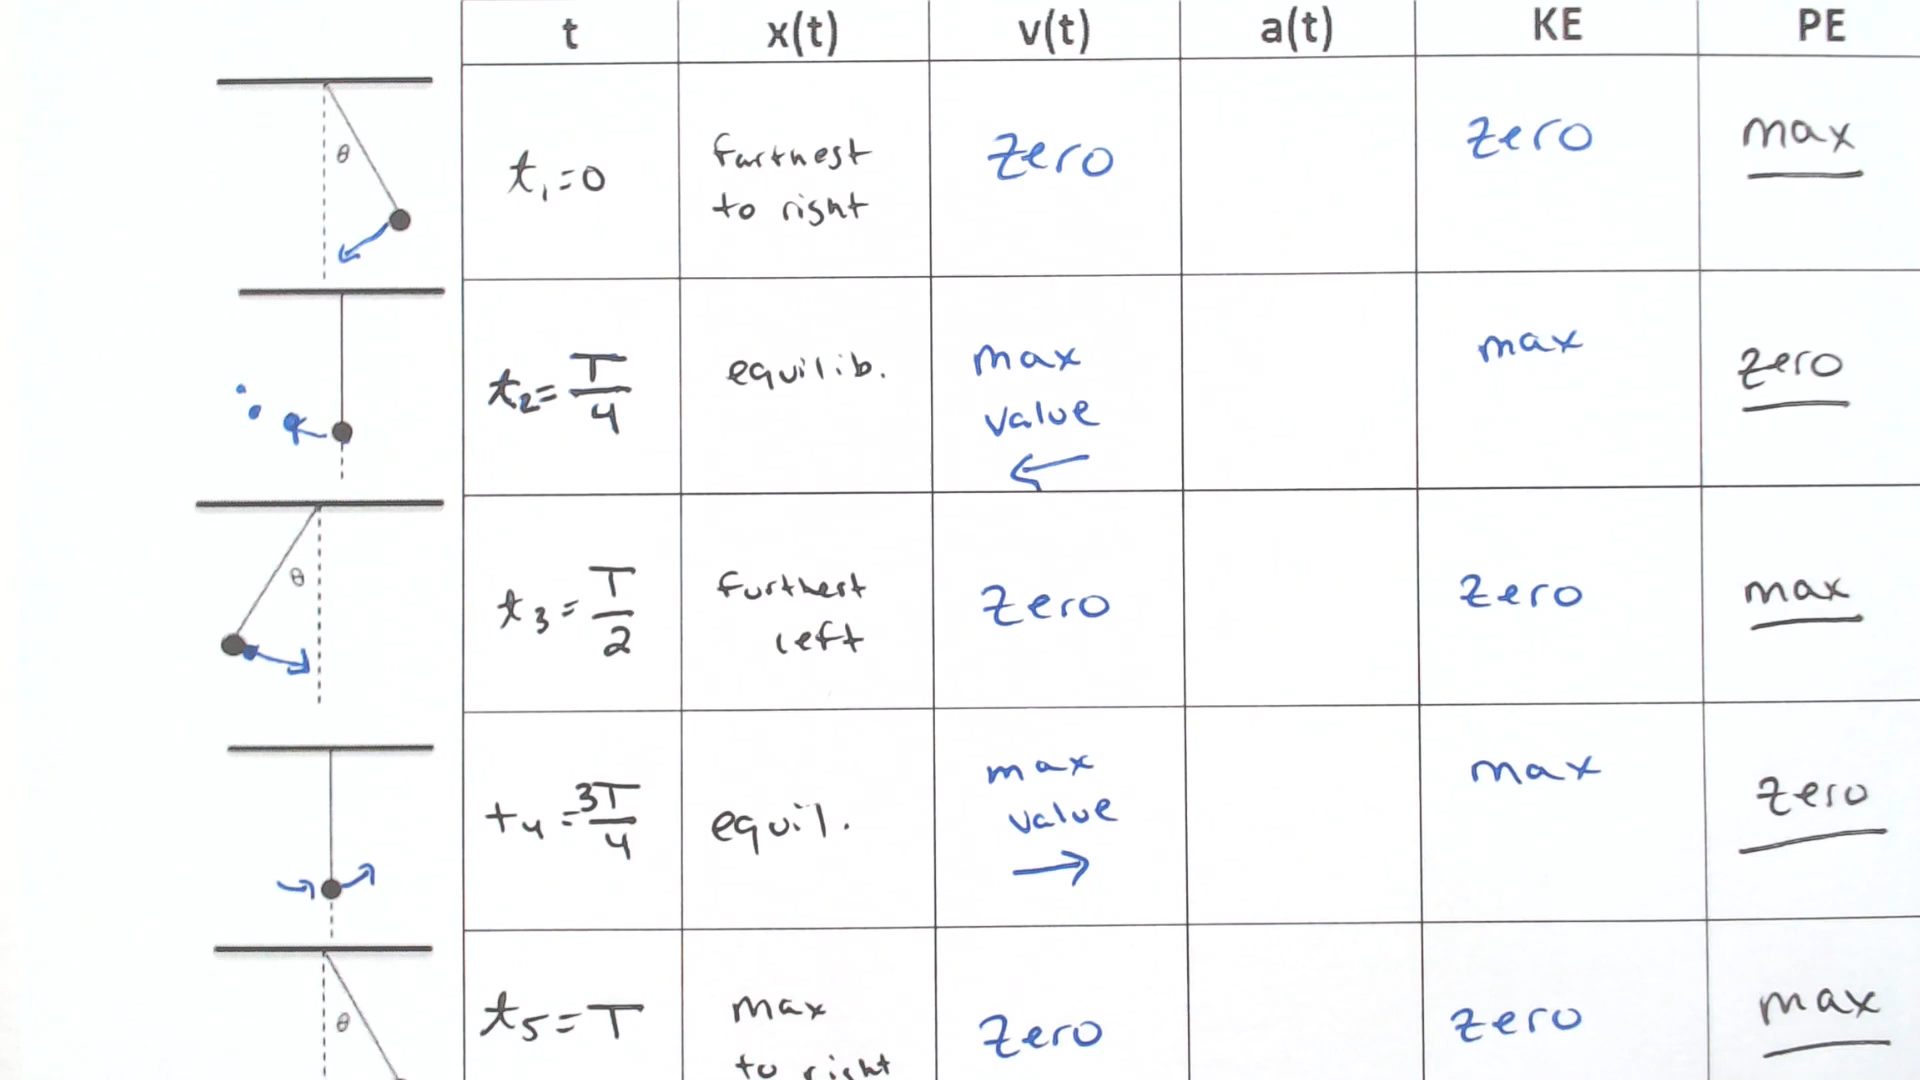 t x(t) v(t) a(t) KE PE
θ
t₁=0
farthest
to right
zero
zero
max
t₂=T/4
equilib.
max
value
←
max
zero
θ
t₃=T/2
furthest
left
zero
zero
max
t₄=3T/4
equil.
max
value
→
max
zero
θ
t₅=T
max
to right
zero
zero
max